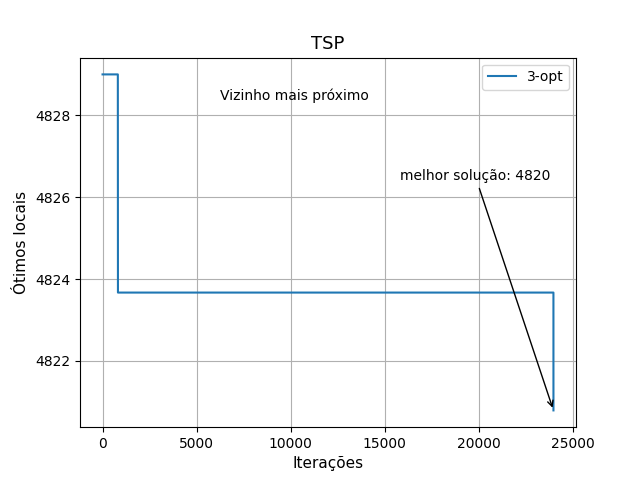 TSP
3-opt
Vizinho mais próximo
melhor solução: 4820
Ótimos locais
4828
4826
4824
4822
0 5000 10000 15000 20000 25000
Iterações